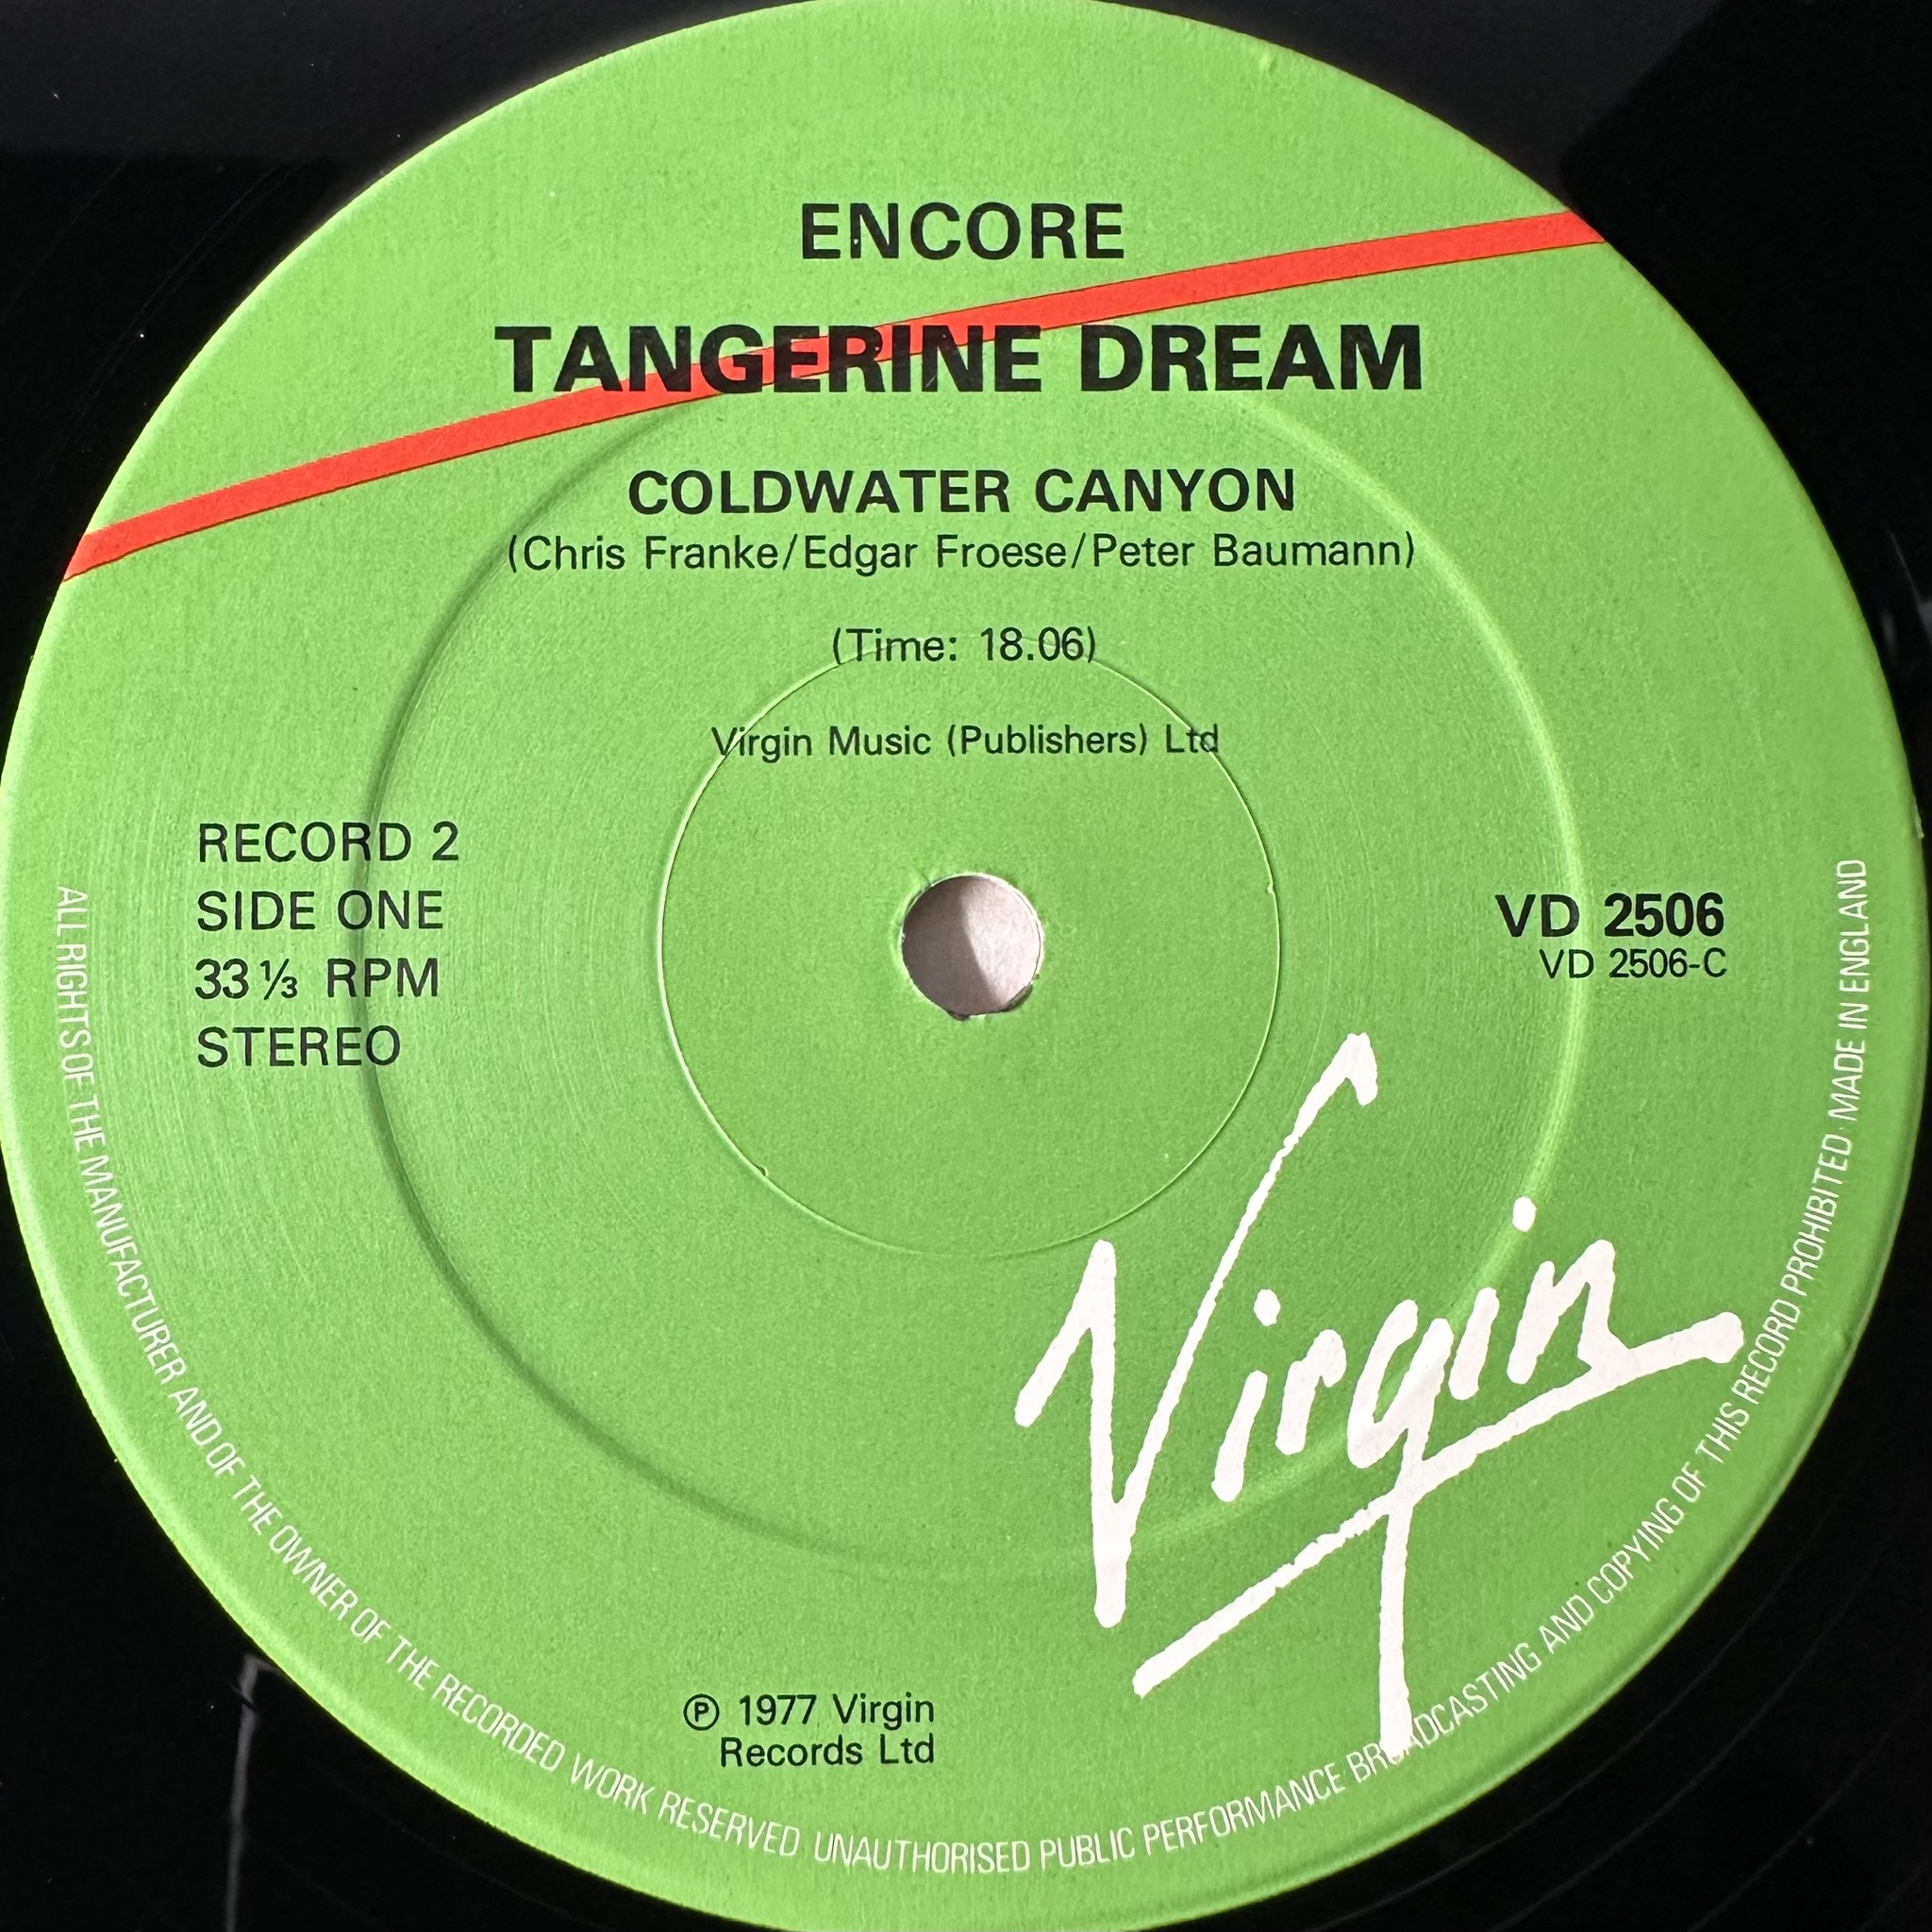 ENCORE
TANGERINE DREAM
COLDWATER CANYON
(Chris Franke/Edgar Froese/Peter Baumann)
(Time: 18.06)
Virgin Music (Publishers) Ltd
RECORD 2
SIDE ONE
33⅓ RPM
STEREO
VD 2506
VD 2506-C
Virgin
℗ 1977 Virgin
Records Ltd
ALL RIGHTS OF THE MANUFACTURER AND OF THE OWNER OF THE RECORDED WORK RESERVED UNAUTHORISED PUBLIC PERFORMANCE BROADCASTING AND COPYING OF THIS RECORD PROHIBITED · MADE IN ENGLAND